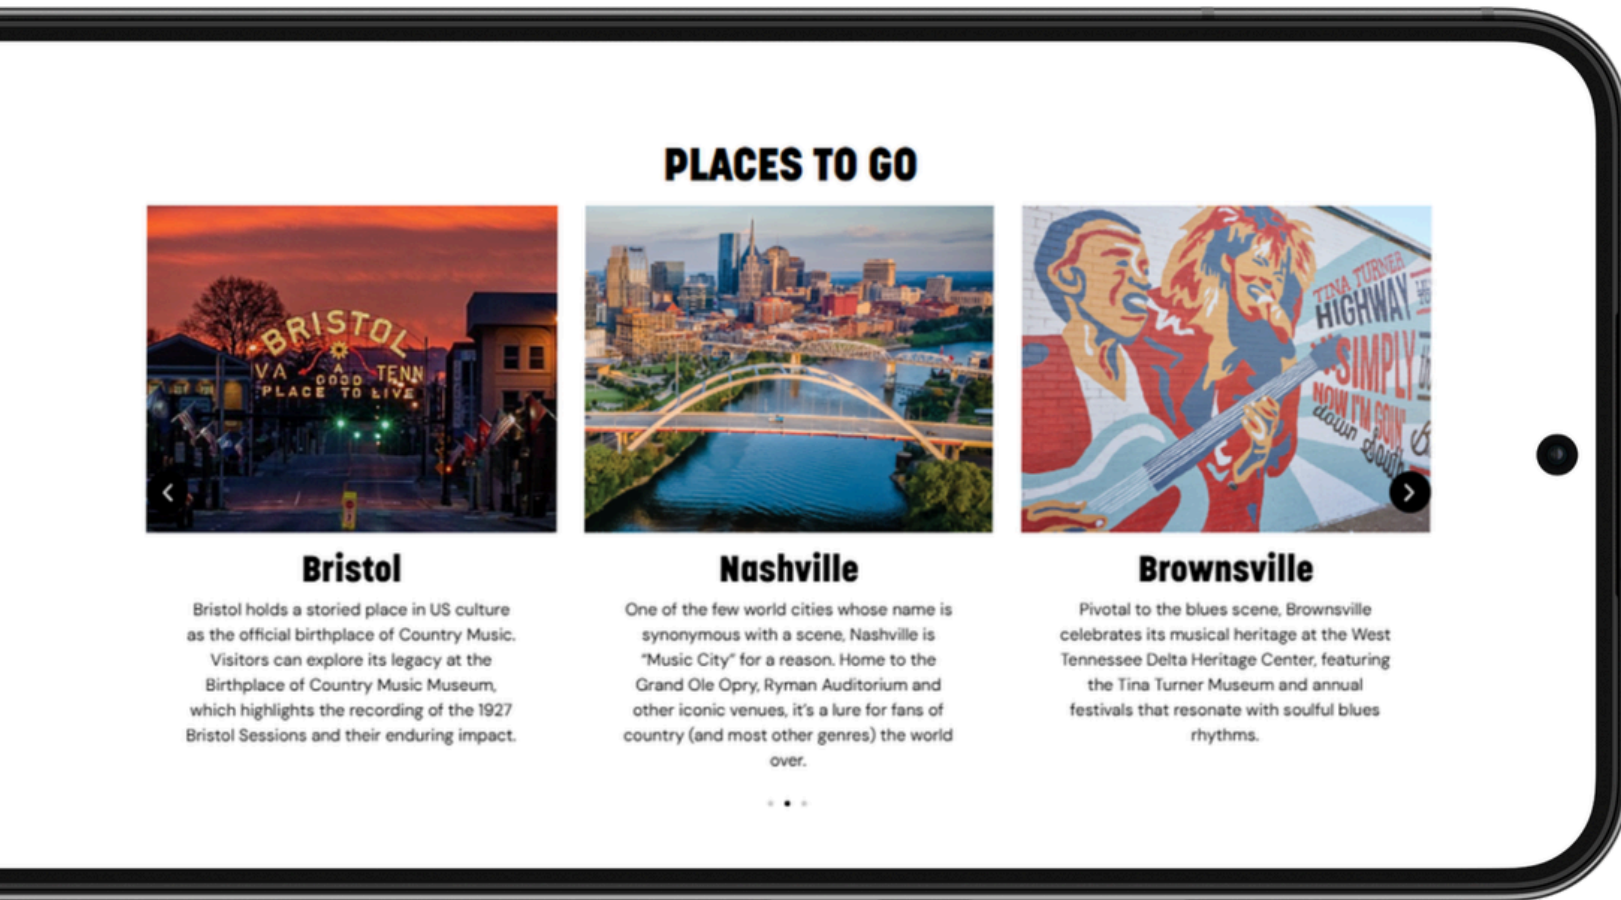 PLACES TO GO
BRISTOL
VA A TENN
GOOD
PLACE TO LIVE
TINA TURNER
HIGHWAY
SIMPLY
NOW I'M GOIN'
down South
Bristol
Bristol holds a storied place in US culture
as the official birthplace of Country Music.
Visitors can explore its legacy at the
Birthplace of Country Music Museum,
which highlights the recording of the 1927
Bristol Sessions and their enduring impact.
Nashville
One of the few world cities whose name is
synonymous with a scene, Nashville is
“Music City” for a reason. Home to the
Grand Ole Opry, Ryman Auditorium and
other iconic venues, it’s a lure for fans of
country (and most other genres) the world
over.
Brownsville
Pivotal to the blues scene, Brownsville
celebrates its musical heritage at the West
Tennessee Delta Heritage Center, featuring
the Tina Turner Museum and annual
festivals that resonate with soulful blues
rhythms.